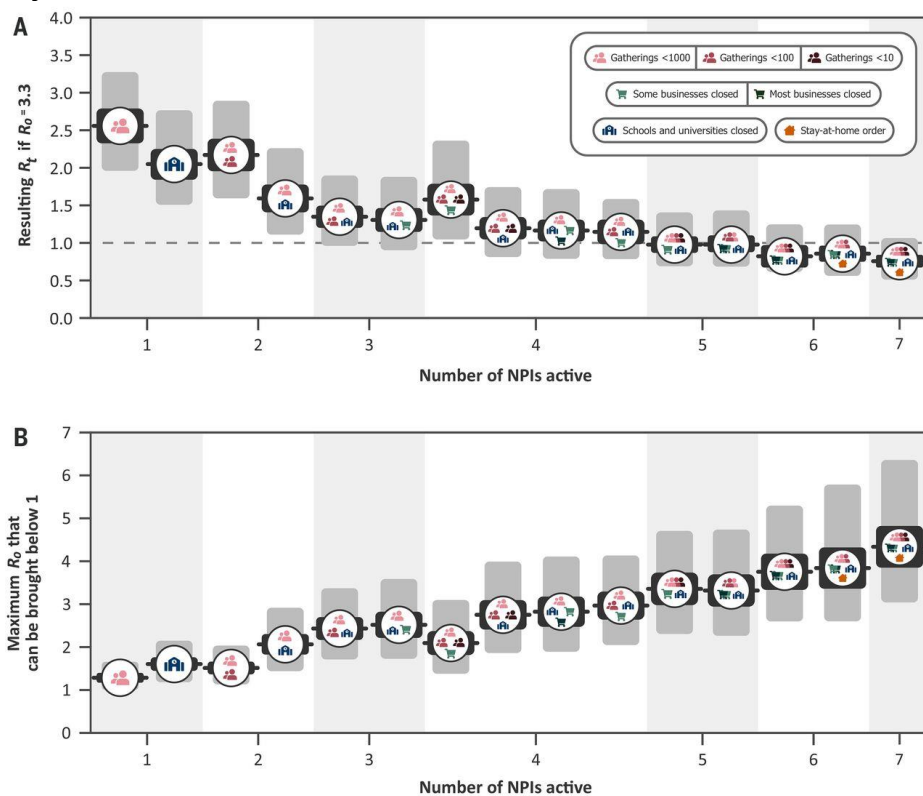 A
4.0
3.5
3.0
2.5
2.0
1.5
1.0
0.5
0.0
Resulting Rt if R0 = 3.3
Gatherings <1000
Gatherings <100
Gatherings <10
Some businesses closed
Most businesses closed
Schools and universities closed
Stay-at-home order
1 2 3 4 5 6 7
Number of NPIs active
B
7
6
5
4
3
2
1
0
Maximum R0 that
can be brought below 1
1 2 3 4 5 6 7
Number of NPIs active